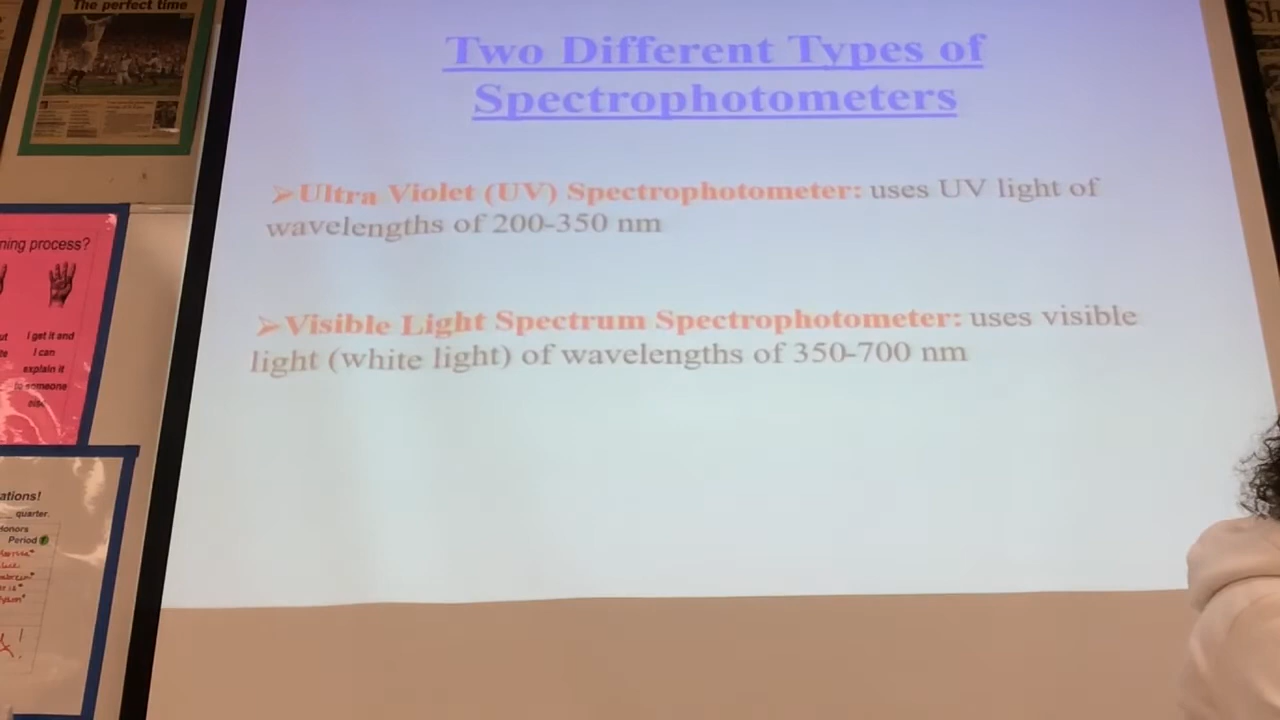 The perfect time
Sh
Two Different Types of
Spectrophotometers
➢Ultra Violet (UV) Spectrophotometer: uses UV light of
wavelengths of 200-350 nm
➢Visible Light Spectrum Spectrophotometer: uses visible
light (white light) of wavelengths of 350-700 nm
ning process?
I get it and
I can
explain it
to someone
ations!
quarter.
Honors
Period